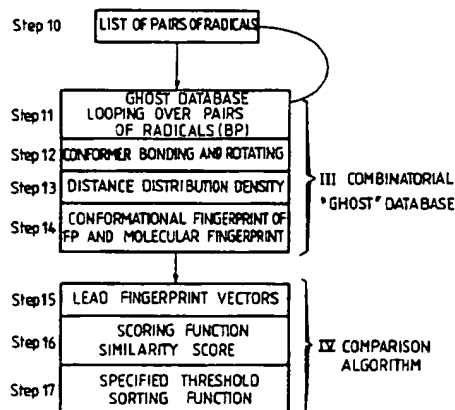 Step 10
LIST OF PAIRS OF RADICALS
Step 11
GHOST DATABASE
LOOPING OVER PAIRS
OF RADICALS (BP)
Step 12
CONFORMER BONDING AND ROTATING
Step 13
DISTANCE DISTRIBUTION DENSITY
Step 14
CONFORMATIONAL FINGERPRINT OF
FP AND MOLECULAR FINGERPRINT
III COMBINATORIAL
"GHOST" DATABASE
Step 15
LEAD FINGERPRINT VECTORS
Step 16
SCORING FUNCTION
SIMILARITY SCORE
Step 17
SPECIFIED THRESHOLD
SORTING FUNCTION
IV COMPARISON
ALGORITHM